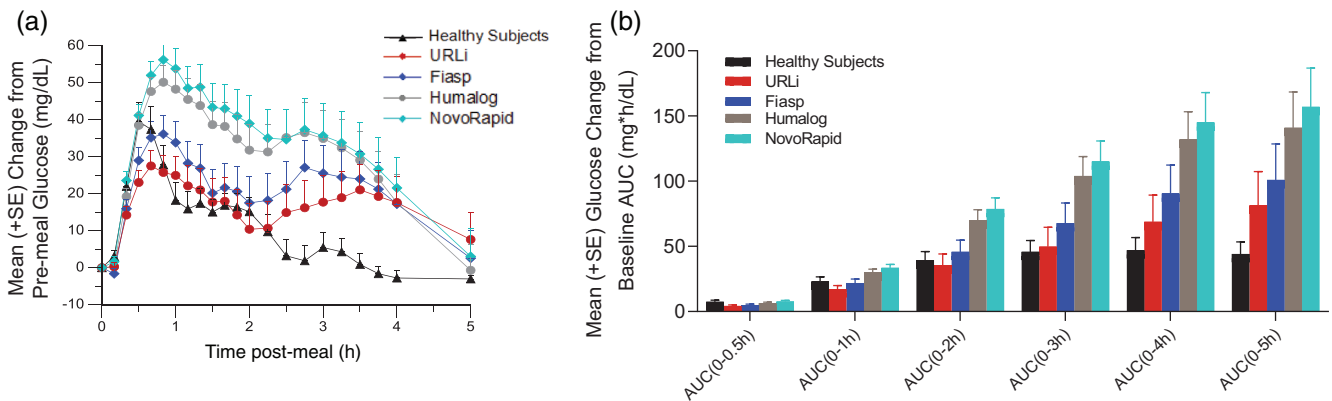 (a)
Mean (+SE) Change from
Pre-meal Glucose (mg/dL)
60
50
40
30
20
10
0
-10
0
1
2
3
4
5
Time post-meal (h)
Healthy Subjects
URLi
Fiasp
Humalog
NovoRapid
(b)
Mean (+SE) Glucose Change from
Baseline AUC (mg*h/dL)
200
150
100
50
0
Healthy Subjects
URLi
Fiasp
Humalog
NovoRapid
AUC(0-0.5h)
AUC(0-1h)
AUC(0-2h)
AUC(0-3h)
AUC(0-4h)
AUC(0-5h)